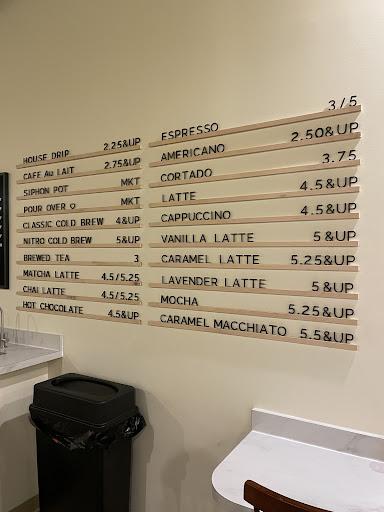 HOUSE DRIP 2.25&UP
CAFE Au LAIT 2.75&UP
SIPHON POT MKT
POUR OVER MKT
CLASSIC COLD BREW 4&UP
NITRO COLD BREW 5&UP
BREWED TEA 3
MATCHA LATTE 4.5/5.25
CHAI LATTE 4.5/5.25
HOT CHOCOLATE 4.5&UP
ESPRESSO 3/5
AMERICANO 2.50&UP
CORTADO 3.75
LATTE 4.5&UP
CAPPUCCINO 4.5&UP
VANILLA LATTE 5&UP
CARAMEL LATTE 5.25&UP
LAVENDER LATTE 5&UP
MOCHA 5.25&UP
CARAMEL MACCHIATO 5.5&UP